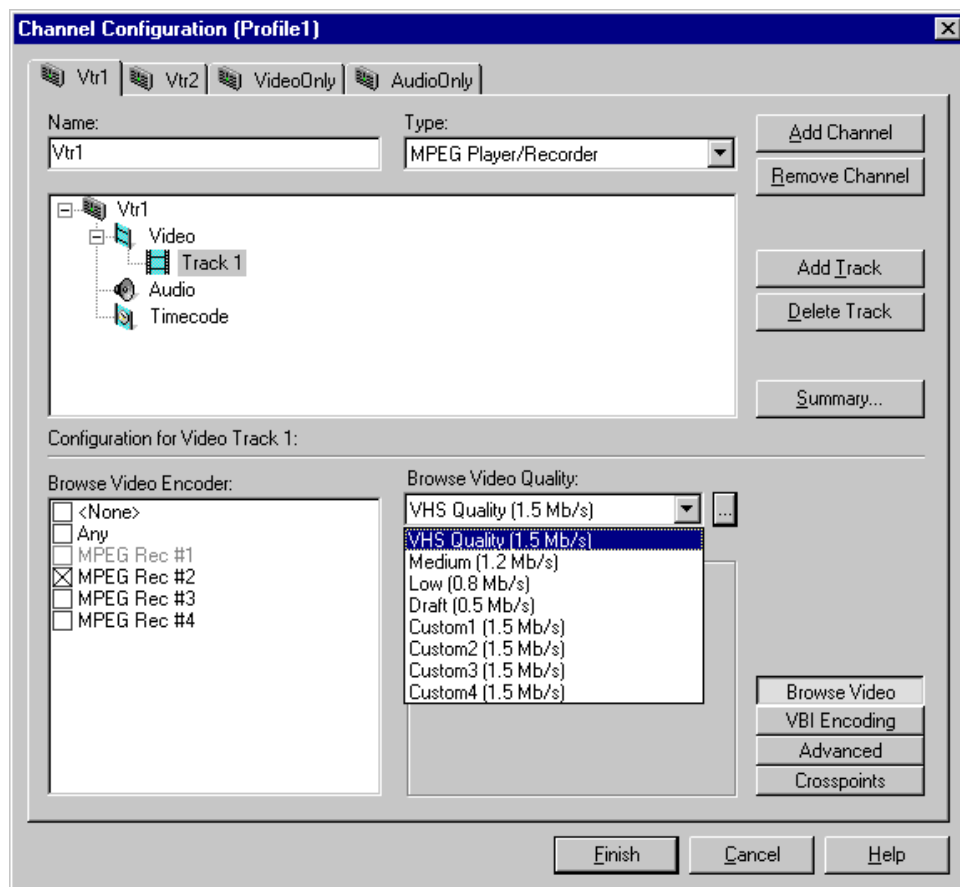 Channel Configuration (Profile1)
Vtr1 Vtr2 VideoOnly AudioOnly
Name: Type:
Vtr1 MPEG Player/Recorder
Add Channel
Remove Channel
Vtr1
Video
Track 1
Audio
Timecode
Add Track
Delete Track
Summary...
Configuration for Video Track 1:
Browse Video Encoder:
<None>
Any
MPEG Rec #1
MPEG Rec #2
MPEG Rec #3
MPEG Rec #4
Browse Video Quality:
VHS Quality (1.5 Mb/s) ...
VHS Quality (1.5 Mb/s)
Medium (1.2 Mb/s)
Low (0.8 Mb/s)
Draft (0.5 Mb/s)
Custom1 (1.5 Mb/s)
Custom2 (1.5 Mb/s)
Custom3 (1.5 Mb/s)
Custom4 (1.5 Mb/s)
Browse Video
VBI Encoding
Advanced
Crosspoints
Finish Cancel Help